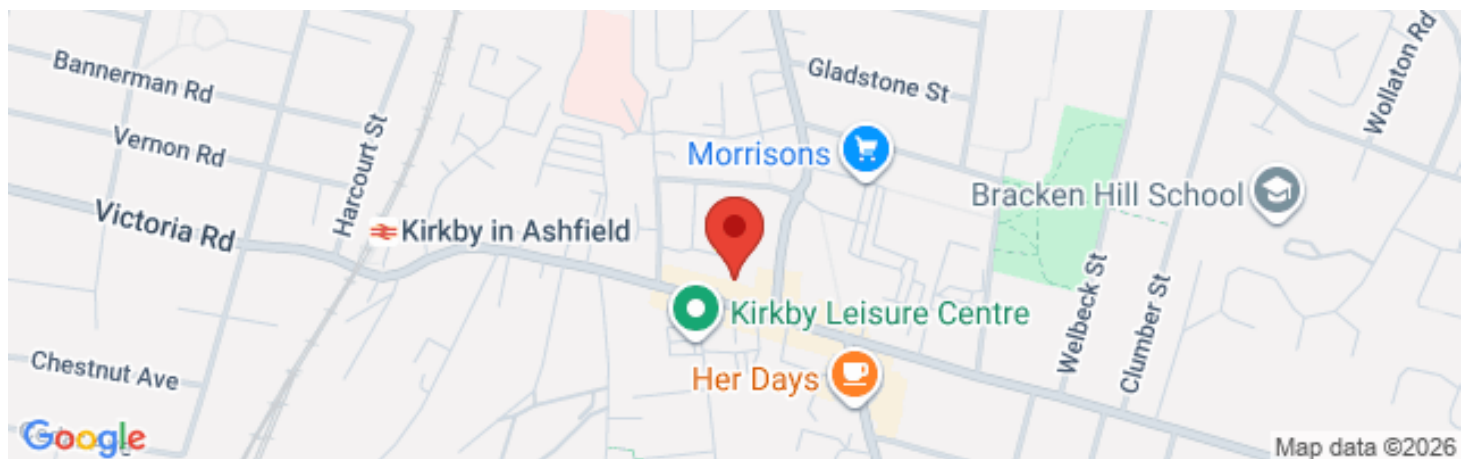 Bannerman Rd
Vernon Rd
Victoria Rd
Harcourt St
Kirkby in Ashfield
Chestnut Ave
Gladstone St
Morrisons
Bracken Hill School
Wollaton Rd
Kirkby Leisure Centre
Her Days
Welbeck St
Clumber St
Google
Map data ©2026